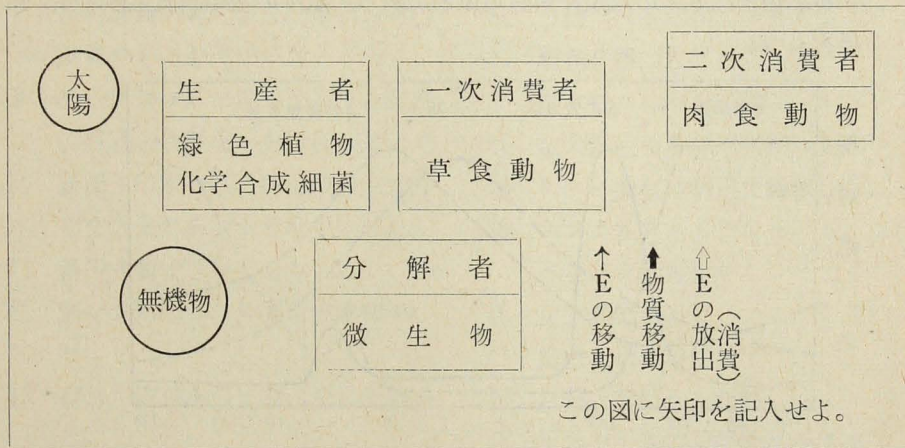 太陽
生産者
緑色植物
化学合成細菌
一次消費者
草食動物
二次消費者
肉食動物
無機物
分解者
微生物
↑Eの移動
⬆物質移動
⇧Eの放出(消費)
この図に矢印を記入せよ。